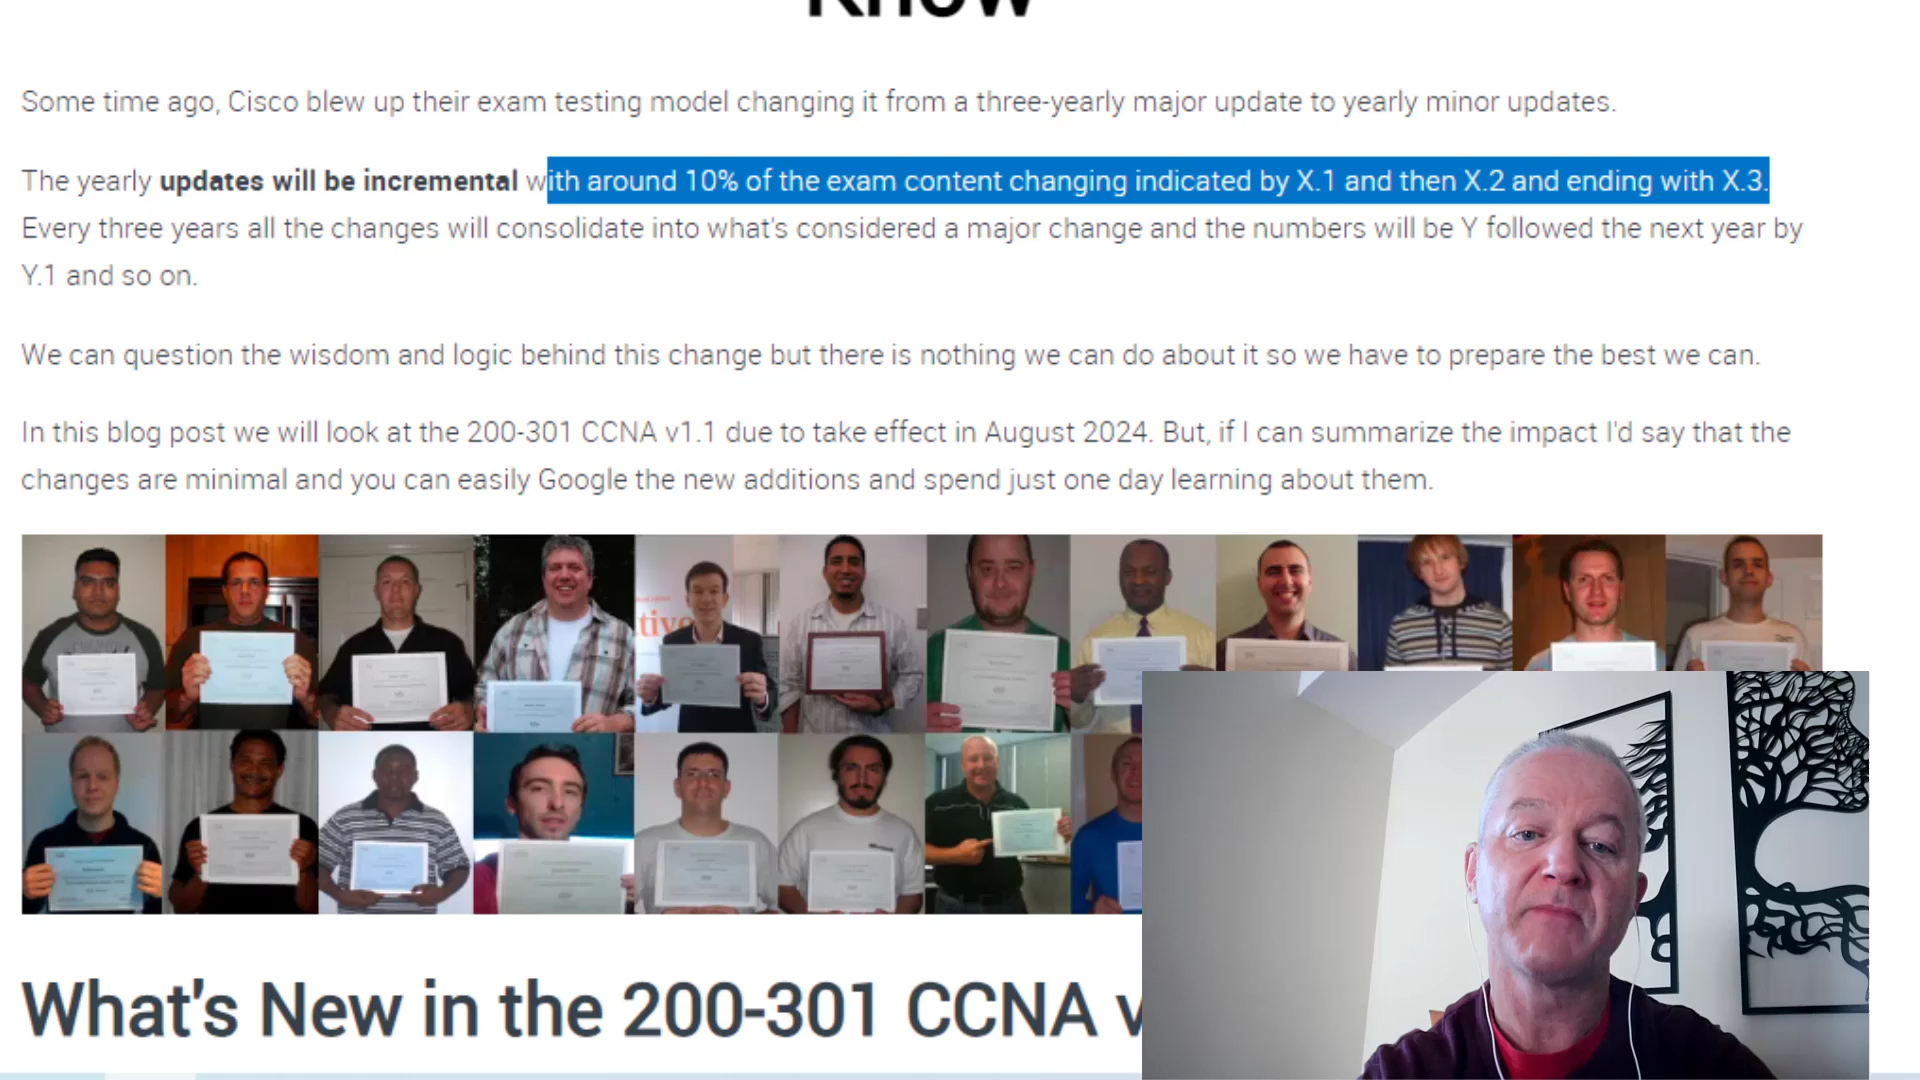 Know
Some time ago, Cisco blew up their exam testing model changing it from a three-yearly major update to yearly minor updates.
The yearly updates will be incremental with around 10% of the exam content changing indicated by X.1 and then X.2 and ending with X.3.
Every three years all the changes will consolidate into what's considered a major change and the numbers will be Y followed the next year by
Y.1 and so on.
We can question the wisdom and logic behind this change but there is nothing we can do about it so we have to prepare the best we can.
In this blog post we will look at the 200-301 CCNA v1.1 due to take effect in August 2024. But, if I can summarize the impact I'd say that the
changes are minimal and you can easily Google the new additions and spend just one day learning about them.
What's New in the 200-301 CCNA v